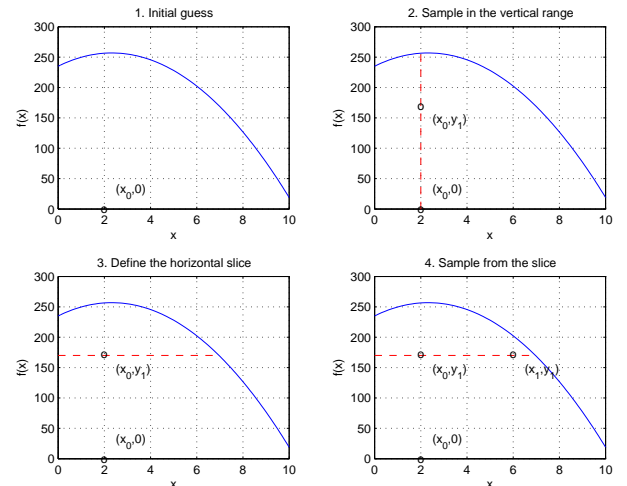 1. Initial guess
300
250
200
150
100
50
0
f(x)
(x0,0)
0 2 4 6 8 10
x
2. Sample in the vertical range
300
250
200
150
100
50
0
f(x)
(x0,y1)
(x0,0)
0 2 4 6 8 10
x
3. Define the horizontal slice
300
250
200
150
100
50
0
f(x)
(x0,y1)
(x0,0)
0 2 4 6 8 10
x
4. Sample from the slice
300
250
200
150
100
50
0
f(x)
(x0,y1) (x1,y1)
(x0,0)
0 2 4 6 8 10
x